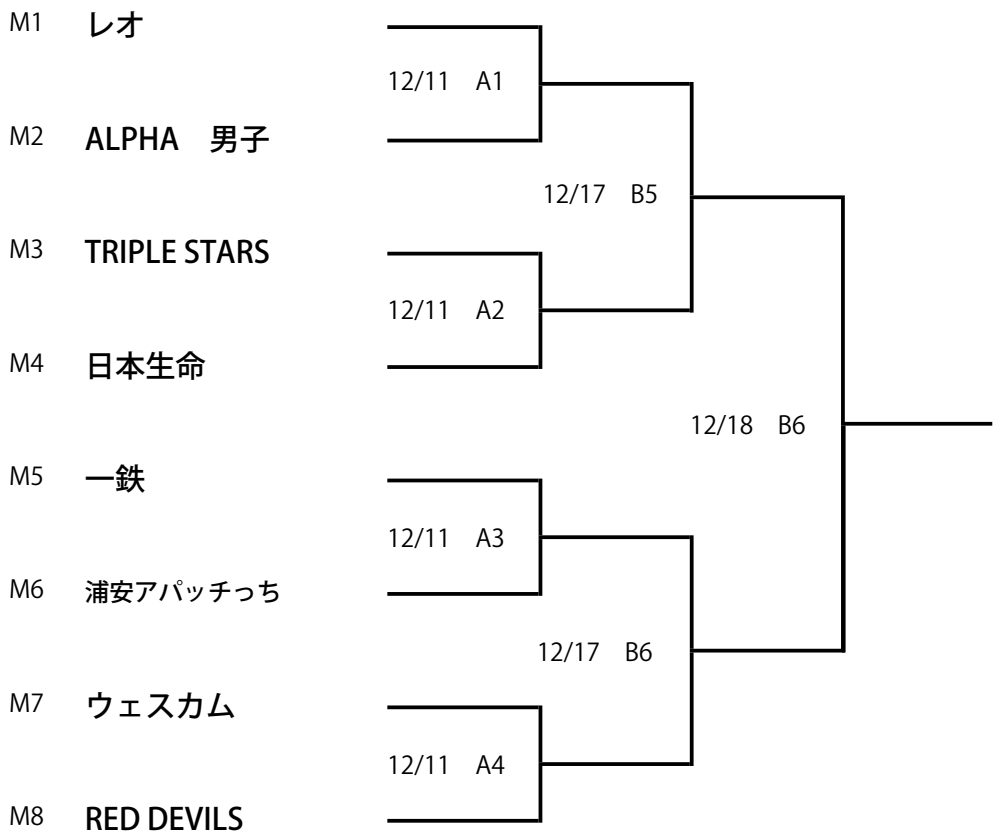 M1 レオ
12/11 A1
M2 ALPHA 男子
12/17 B5
M3 TRIPLE STARS
12/11 A2
M4 日本生命
12/18 B6
M5 一鉄
12/11 A3
M6 浦安アパッチっち
12/17 B6
M7 ウェスカム
12/11 A4
M8 RED DEVILS